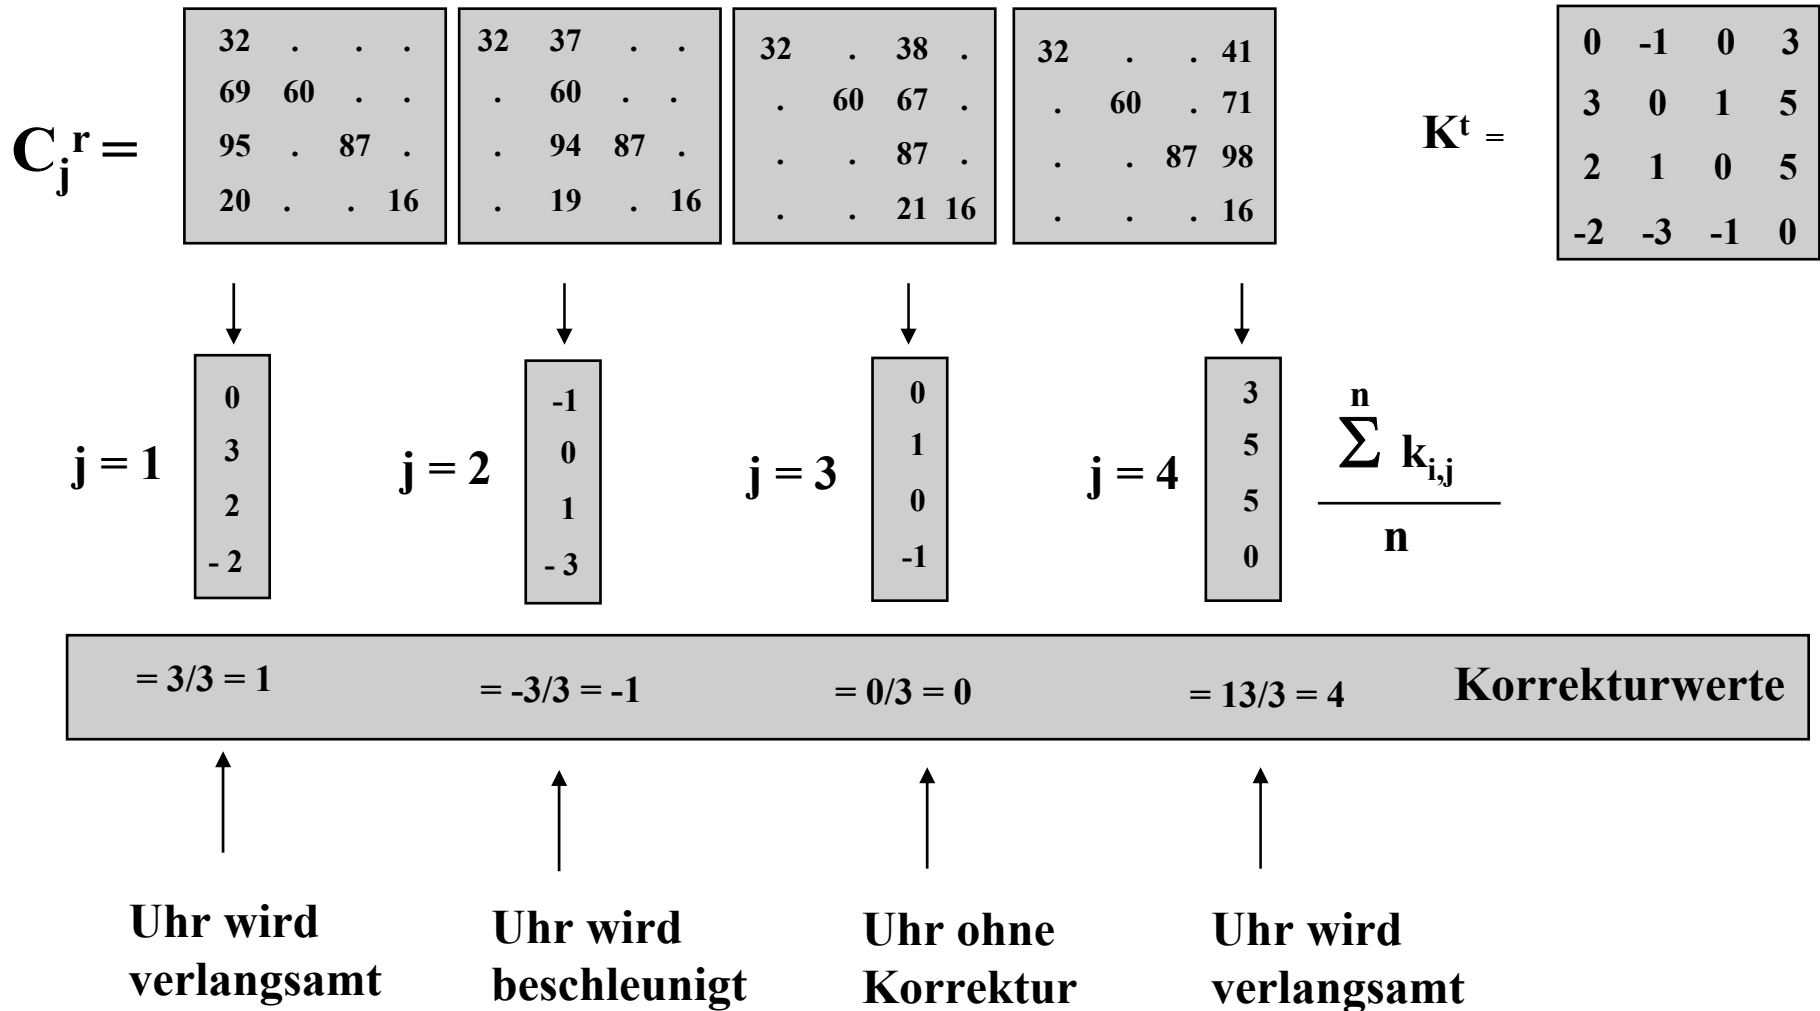 C_j^r =
32 . . .
69 60 . .
95 . 87 .
20 . . 16
32 37 . .
. 60 . .
. 94 87 .
. 19 . 16
32 . 38 .
. 60 67 .
. . 87 .
. . 21 16
32 . . 41
. 60 . 71
. . 87 98
. . . 16
K^t =
0 -1 0 3
3 0 1 5
2 1 0 5
-2 -3 -1 0
j = 1
0
3
2
- 2
j = 2
-1
0
1
- 3
j = 3
0
1
0
-1
j = 4
3
5
5
0
n
Σ k_i,j
n
= 3/3 = 1
= -3/3 = -1
= 0/3 = 0
= 13/3 = 4
Korrekturwerte
Uhr wird
verlangsamt
Uhr wird
beschleunigt
Uhr ohne
Korrektur
Uhr wird
verlangsamt